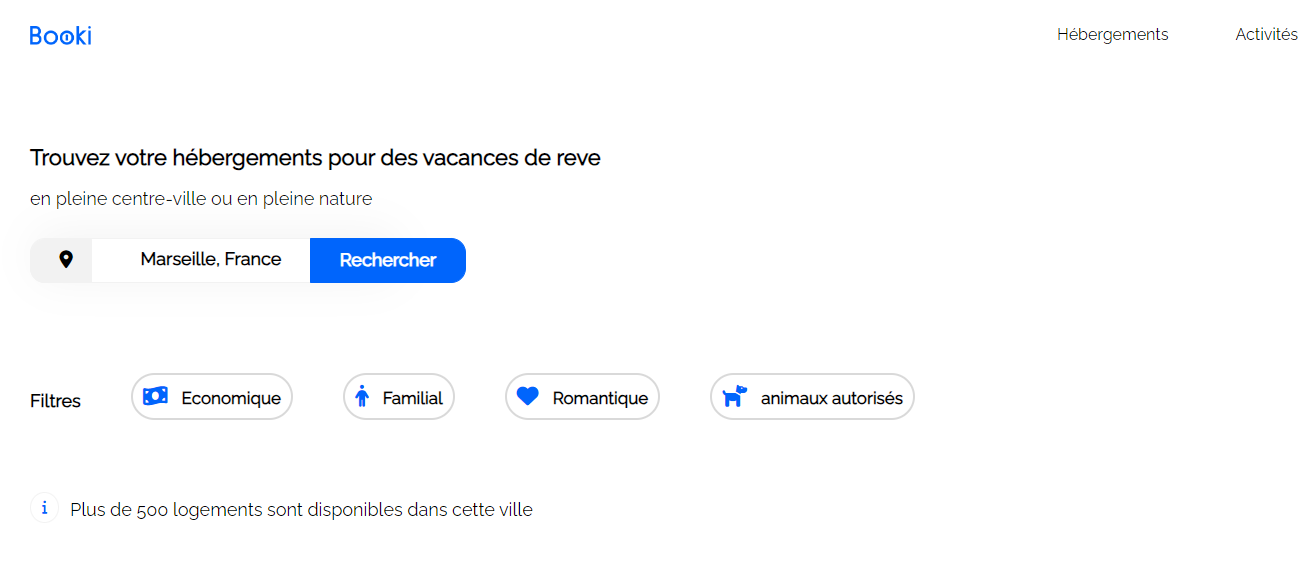 Booki
Hébergements
Activités
Trouvez votre hébergements pour des vacances de reve
en pleine centre-ville ou en pleine nature
Marseille, France
Rechercher
Filtres
Economique
Familial
Romantique
animaux autorisés
i
Plus de 500 logements sont disponibles dans cette ville